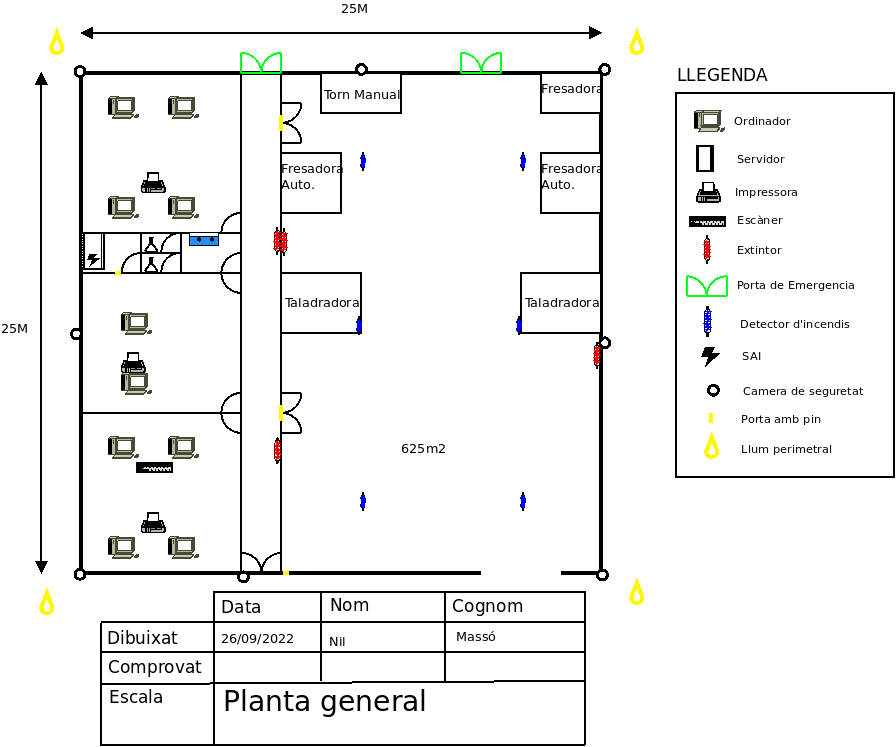 25M
25M
Torn Manual
Fresadora
Fresadora
Auto.
Fresadora
Auto.
Taladradora
Taladradora
625m2
LLEGENDA
Ordinador
Servidor
Impressora
Escàner
Extintor
Porta de Emergencia
Detector d'incendis
SAI
Camera de seguretat
Porta amb pin
Llum perimetral
Data Nom Cognom
Dibuixat 26/09/2022 Nil Massó
Comprovat
Escala Planta general